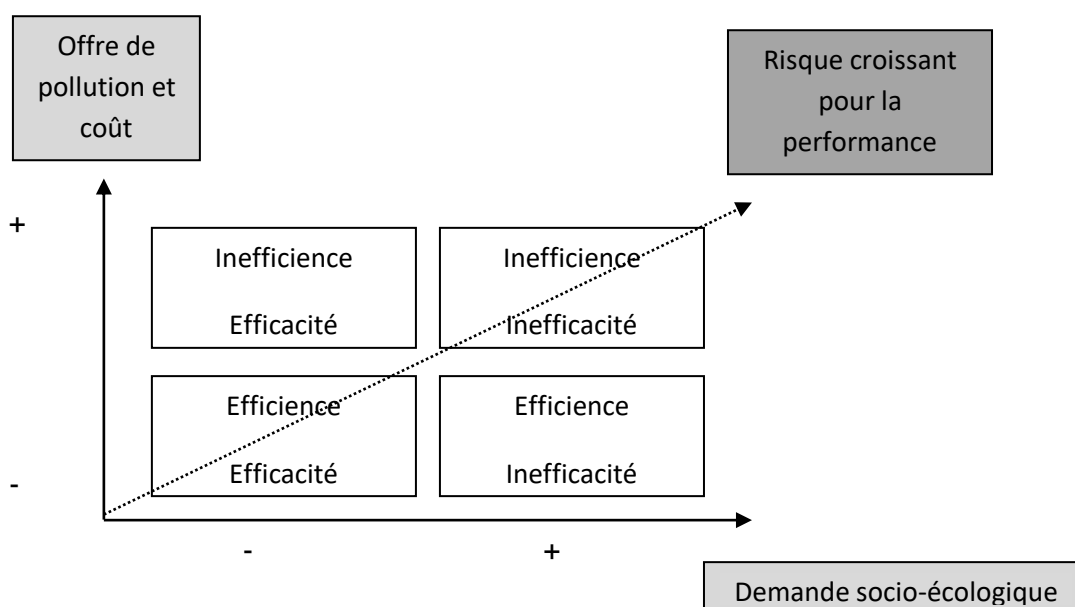 Offre de
pollution et
coût
Risque croissant
pour la
performance
+
Inefficience
Efficacité
Inefficience
Inefficacité
Efficience
Efficacité
Efficience
Inefficacité
-
-
+
Demande socio-écologique